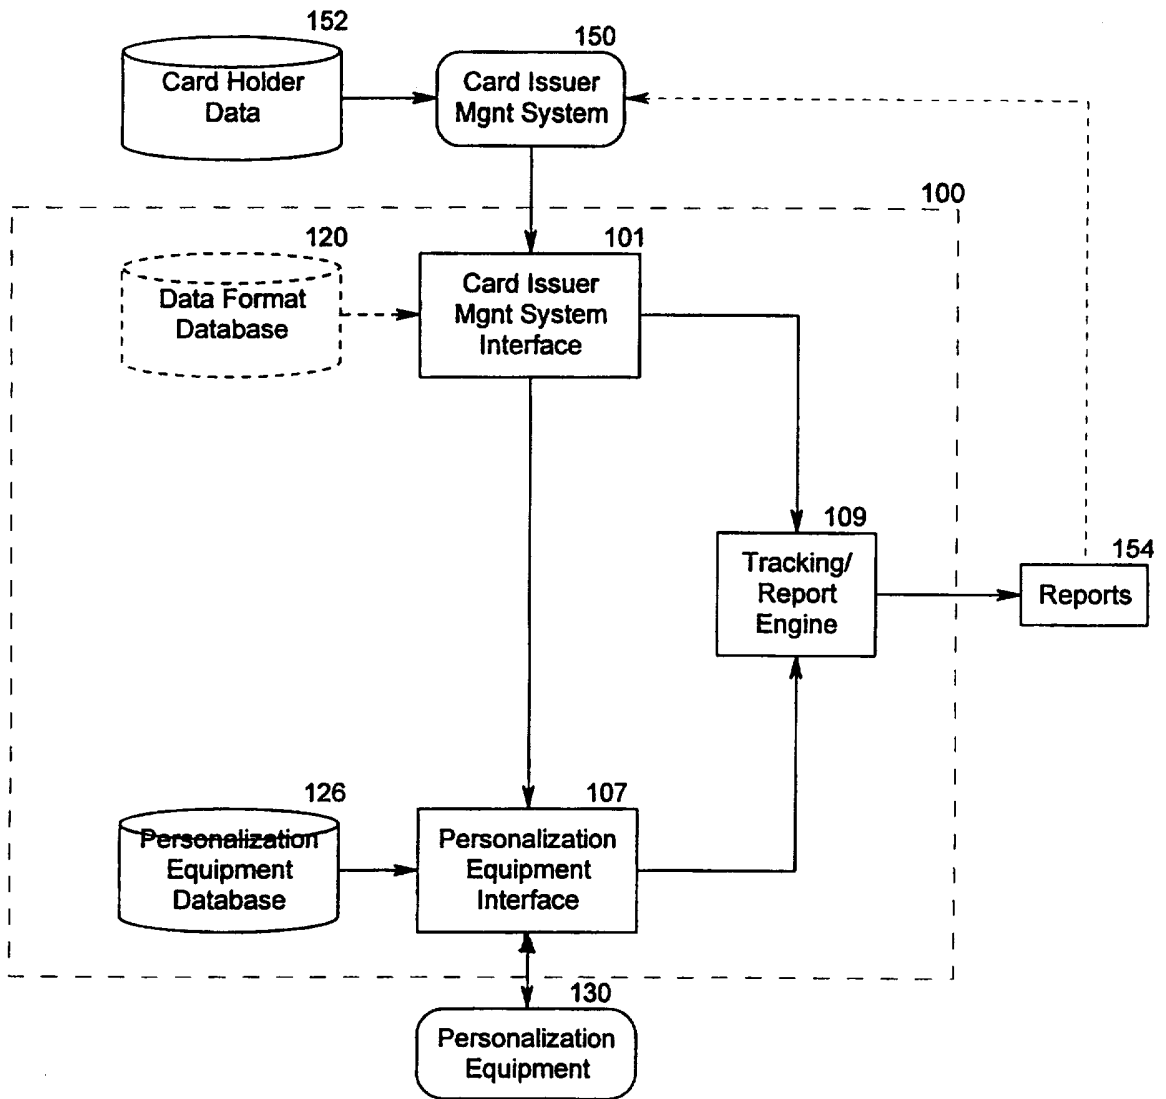 152
Card Holder
Data
150
Card Issuer
Mgnt System
100
120
Data Format
Database
101
Card Issuer
Mgnt System
Interface
109
Tracking/
Report
Engine
154
Reports
126
Personalization
Equipment
Database
107
Personalization
Equipment
Interface
130
Personalization
Equipment